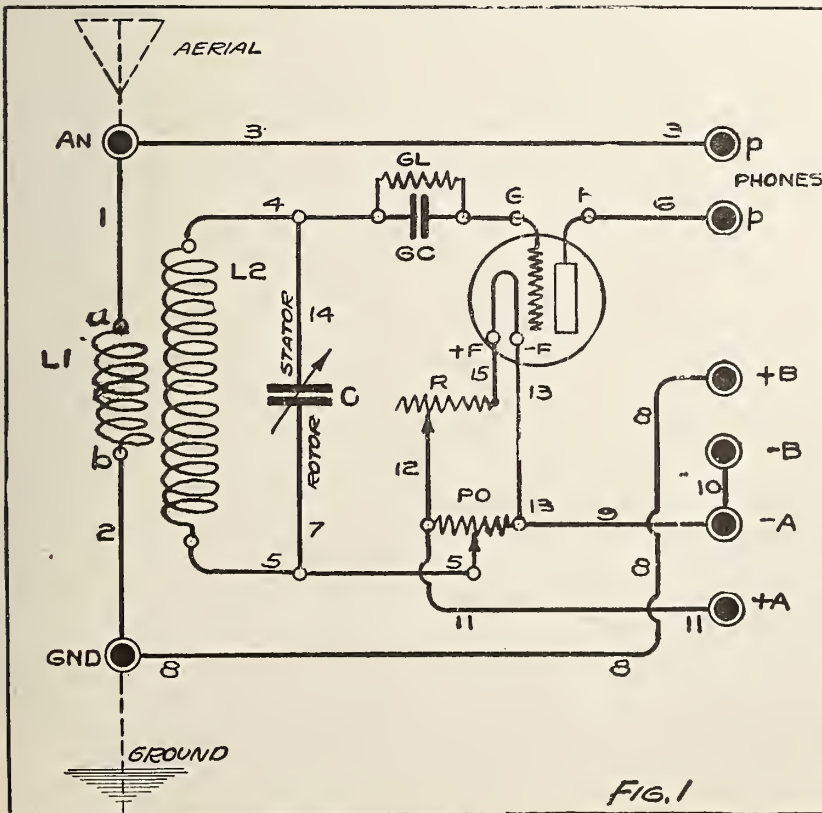 AERIAL
AN
3
3
P
GL
PHONES
1
4
G
6
P
GC
L2
a
14
STATOR
+F
-F
L1
15
+B
R
13
C
8
b
ROTOR
12
-B
PO
10
13
2
7
9
-A
5
5
8
+A
11
11
GND
8
8
GROUND
FIG. 1